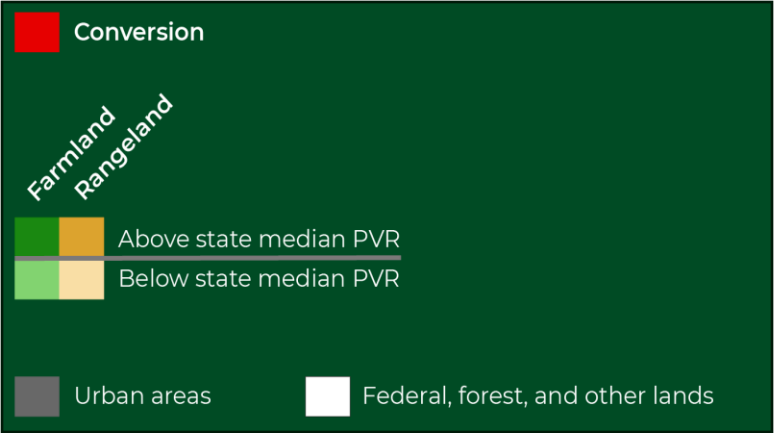 Conversion
Farmland
Rangeland
Above state median PVR
Below state median PVR
Urban areas
Federal, forest, and other lands